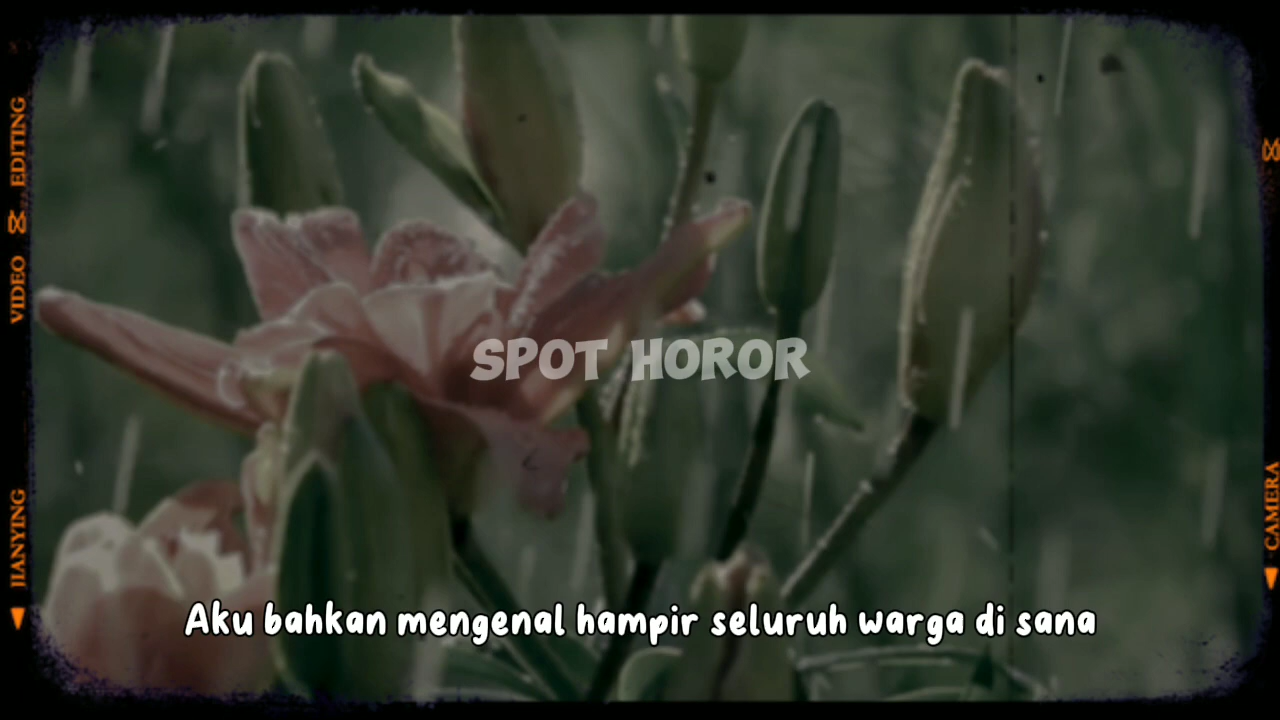 EDITING
VIDEO
JIANYING
SPOT HOROR
CAMERA
Aku bahkan mengenal hampir seluruh warga di sana